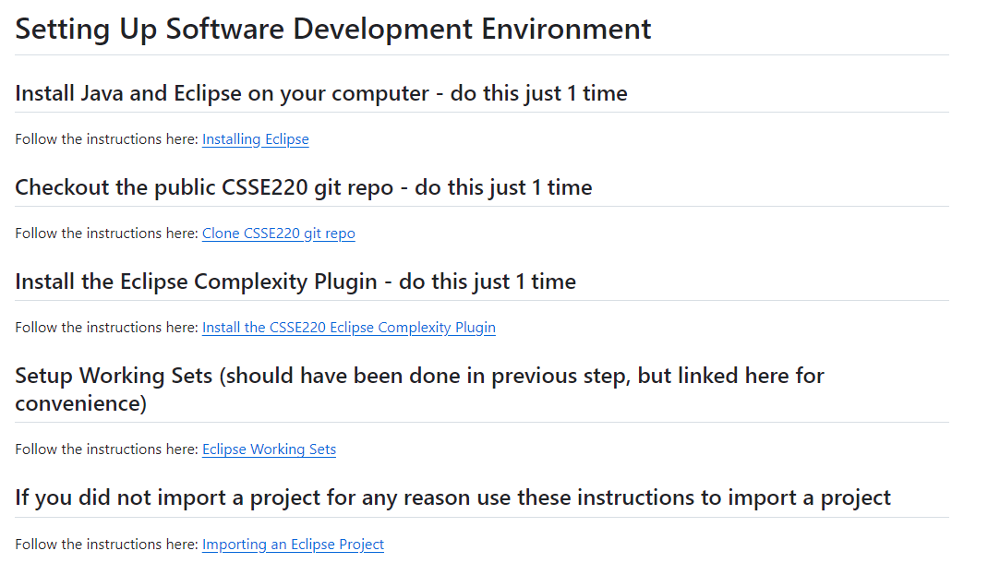 Setting Up Software Development Environment
Install Java and Eclipse on your computer - do this just 1 time
Follow the instructions here: Installing Eclipse
Checkout the public CSSE220 git repo - do this just 1 time
Follow the instructions here: Clone CSSE220 git repo
Install the Eclipse Complexity Plugin - do this just 1 time
Follow the instructions here: Install the CSSE220 Eclipse Complexity Plugin
Setup Working Sets (should have been done in previous step, but linked here for
convenience)
Follow the instructions here: Eclipse Working Sets
If you did not import a project for any reason use these instructions to import a project
Follow the instructions here: Importing an Eclipse Project